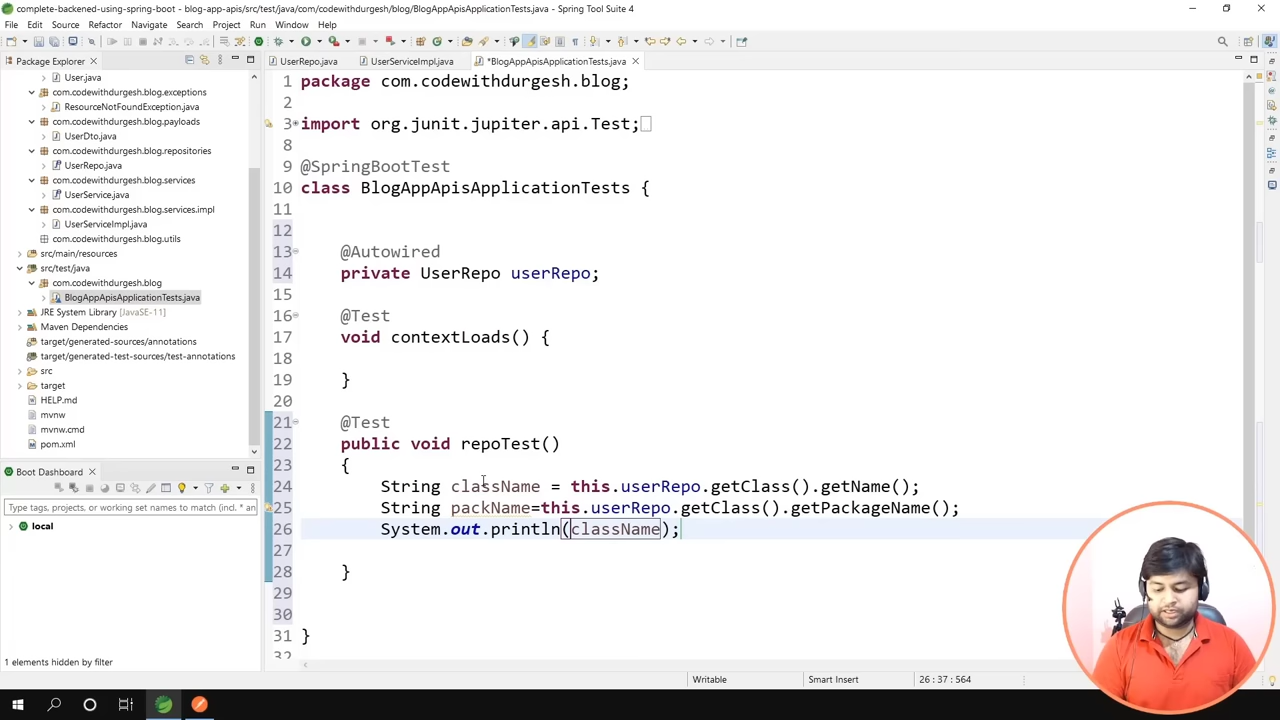 complete-backened-using-spring-boot - blog-app-apis/src/test/java/com/codewithdurgesh/blog/BlogAppApisApplicationTests.java - Spring Tool Suite 4
File Edit Source Refactor Navigate Search Project Run Window Help
Package Explorer
User.java
com.codewithdurgesh.blog.exceptions
ResourceNotFoundException.java
com.codewithdurgesh.blog.payloads
UserDto.java
com.codewithdurgesh.blog.repositories
UserRepo.java
com.codewithdurgesh.blog.services
UserService.java
com.codewithdurgesh.blog.services.impl
UserServiceImpl.java
com.codewithdurgesh.blog.utils
src/main/resources
src/test/java
com.codewithdurgesh.blog
BlogAppApisApplicationTests.java
JRE System Library [JavaSE-11]
Maven Dependencies
target/generated-sources/annotations
target/generated-test-sources/test-annotations
src
target
HELP.md
mvnw
mvnw.cmd
pom.xml
Boot Dashboard
Type tags, projects, or working set names to match (incl. * an
local
1 elements hidden by filter
UserRepo.java UserServiceImpl.java *BlogAppApisApplicationTests.java
1 package com.codewithdurgesh.blog;
2
3 import org.junit.jupiter.api.Test;
8
9 @SpringBootTest
10 class BlogAppApisApplicationTests {
11
12
13 @Autowired
14 private UserRepo userRepo;
15
16 @Test
17 void contextLoads() {
18
19 }
20
21 @Test
22 public void repoTest()
23 {
24 String className = this.userRepo.getClass().getName();
25 String packName=this.userRepo.getClass().getPackageName();
26 System.out.println(className);
27
28 }
29
30
31 }
32
Writable Smart Insert 26 : 37 : 564